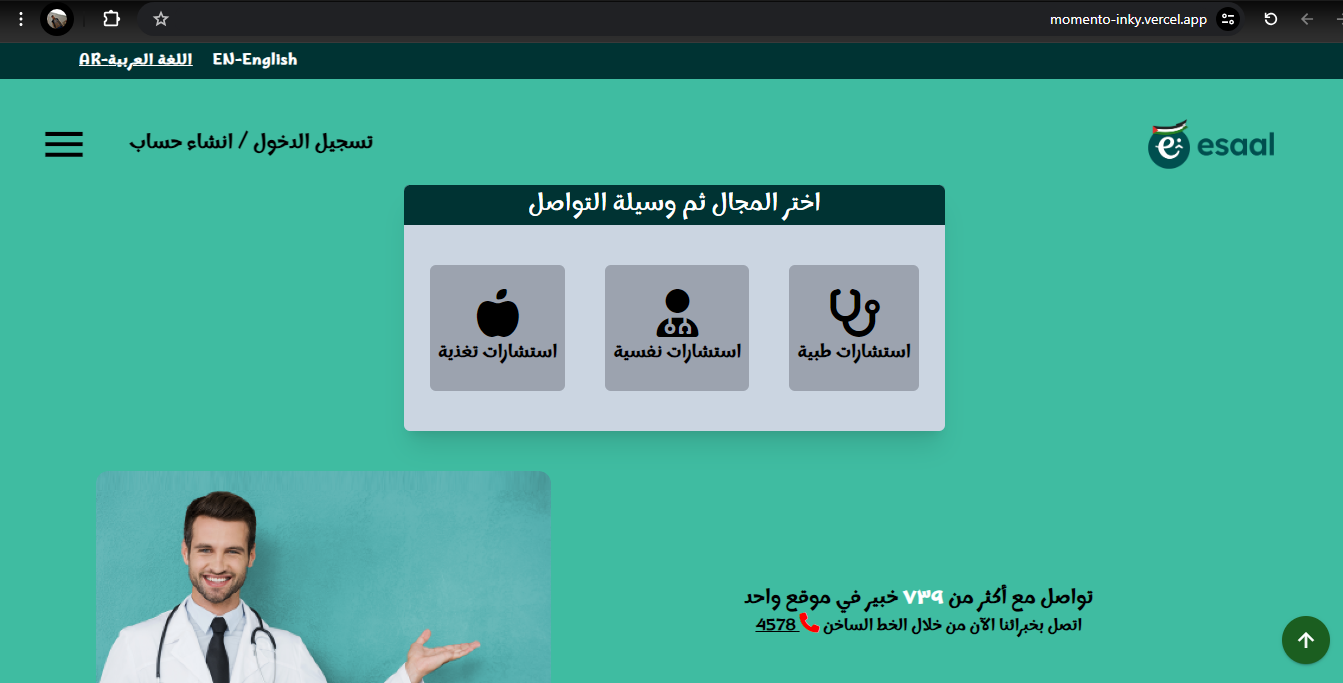 momento-inky.vercel.app
AR-اللغة العربية EN-English
esaal
تسجيل الدخول / انشاء حساب
اختر المجال ثم وسيلة التواصل
استشارات طبية
استشارات نفسية
استشارات تغذية
تواصل مع أكثر من ٧٣٩ خبير في موقع واحد
اتصل بخبرائنا الآن من خلال الخط الساخن 4578